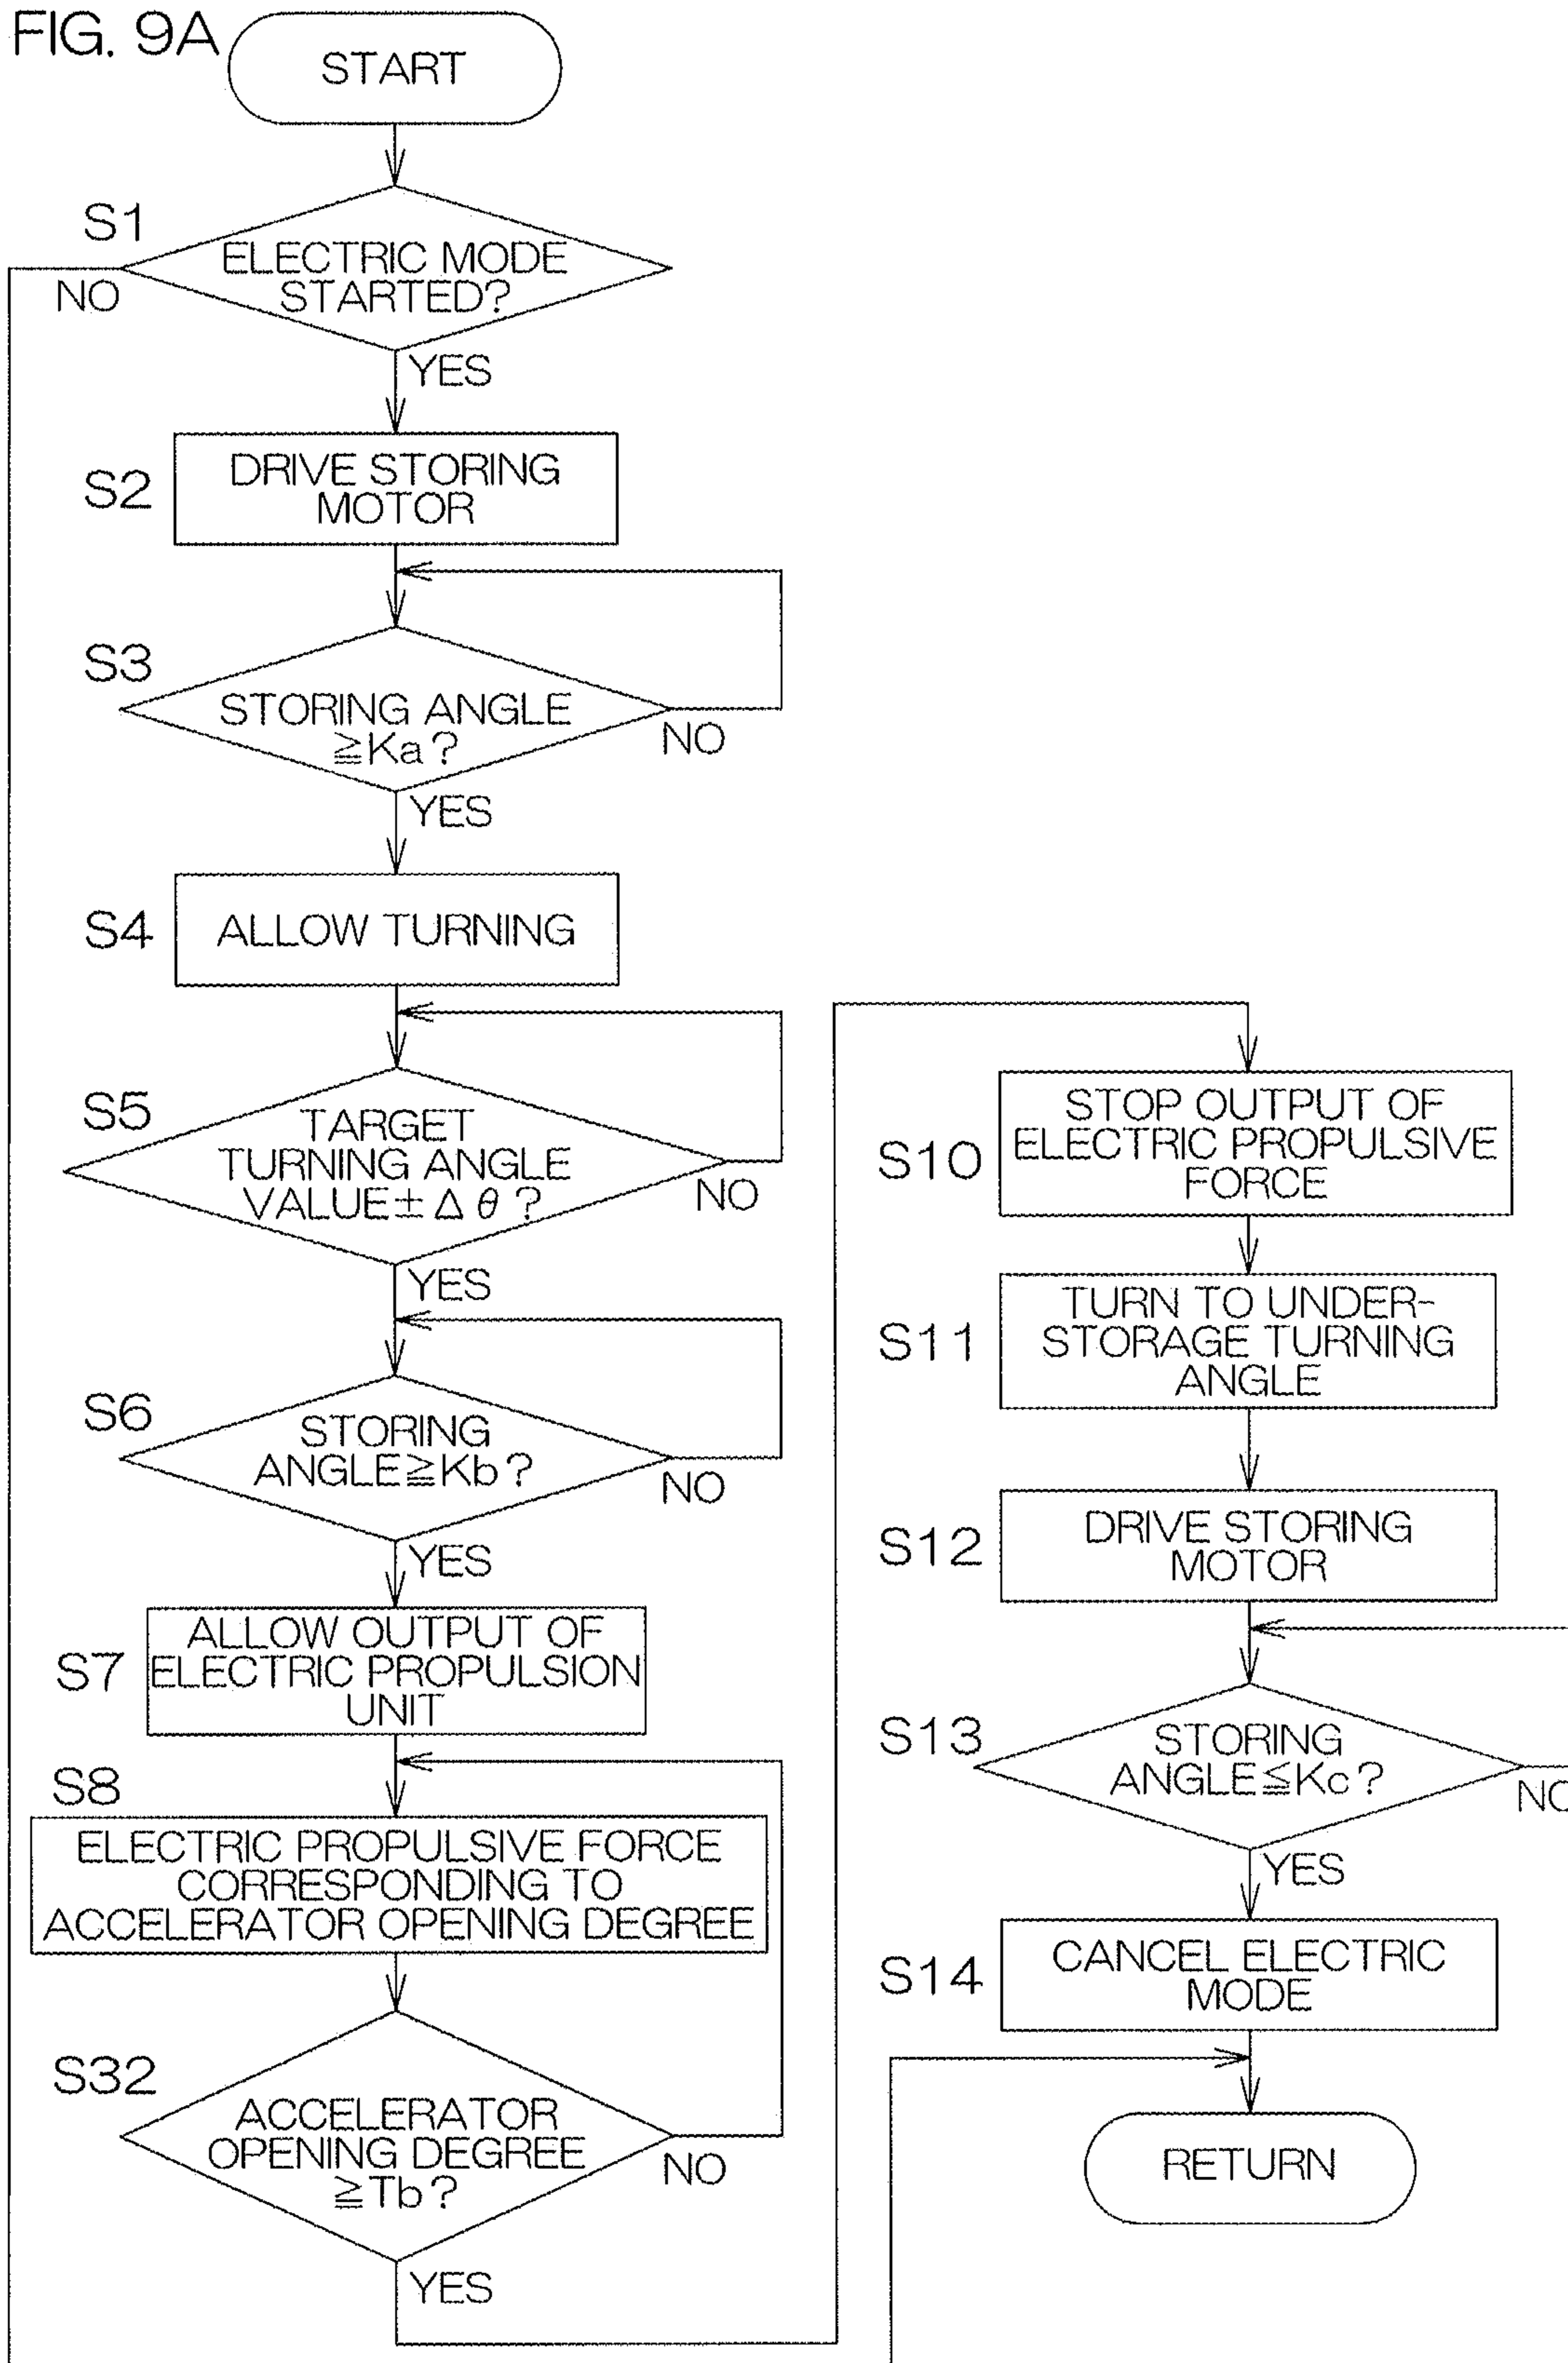 FIG. 9A
START
S1
ELECTRIC MODE
STARTED?
NO
YES
S2
DRIVE STORING
MOTOR
S3
STORING ANGLE
≧Ka?
NO
YES
S4
ALLOW TURNING
S5
TARGET
TURNING ANGLE
VALUE±Δθ?
NO
YES
S6
STORING
ANGLE≧Kb?
NO
YES
S7
ALLOW OUTPUT OF
ELECTRIC PROPULSION
UNIT
S8
ELECTRIC PROPULSIVE FORCE
CORRESPONDING TO
ACCELERATOR OPENING DEGREE
S32
ACCELERATOR
OPENING DEGREE
≧Tb?
NO
YES
S10
STOP OUTPUT OF
ELECTRIC PROPULSIVE
FORCE
S11
TURN TO UNDER-
STORAGE TURNING
ANGLE
S12
DRIVE STORING
MOTOR
S13
STORING
ANGLE≦Kc?
NO
YES
S14
CANCEL ELECTRIC
MODE
RETURN